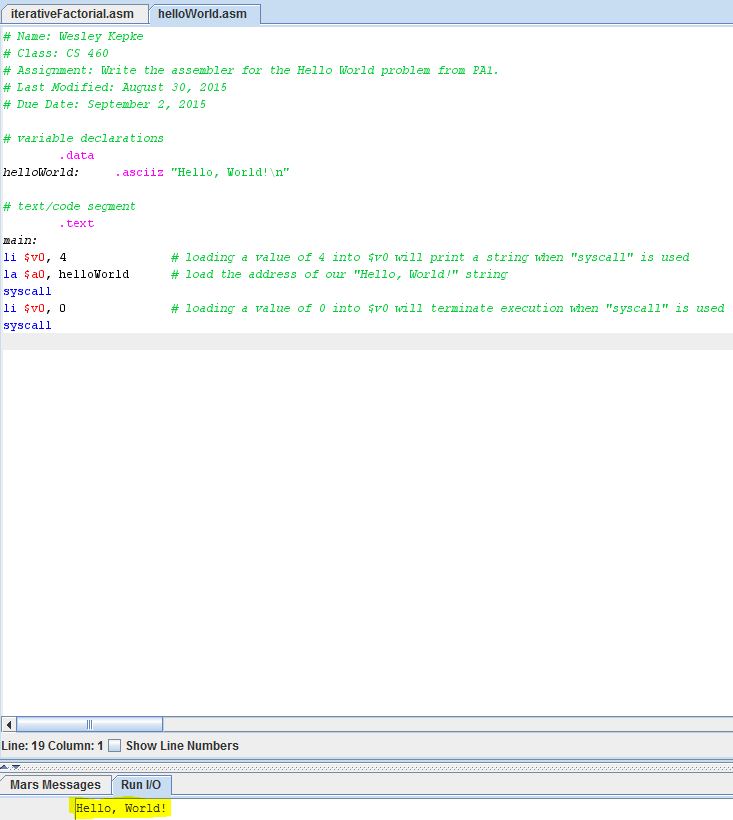 iterativeFactorial.asm helloWorld.asm
# Name: Wesley Kepke
# Class: CS 460
# Assignment: Write the assembler for the Hello World problem from PA1.
# Last Modified: August 30, 2015
# Due Date: September 2, 2015
# variable declarations
.data
helloWorld: .asciiz "Hello, World!\n"
# text/code segment
.text
main:
li $v0, 4 # loading a value of 4 into $v0 will print a string when "syscall" is used
la $a0, helloWorld # load the address of our "Hello, World!" string
syscall
li $v0, 0 # loading a value of 0 into $v0 will terminate execution when "syscall" is used
syscall
Line: 19 Column: 1 Show Line Numbers
Mars Messages Run I/O
Hello, World!